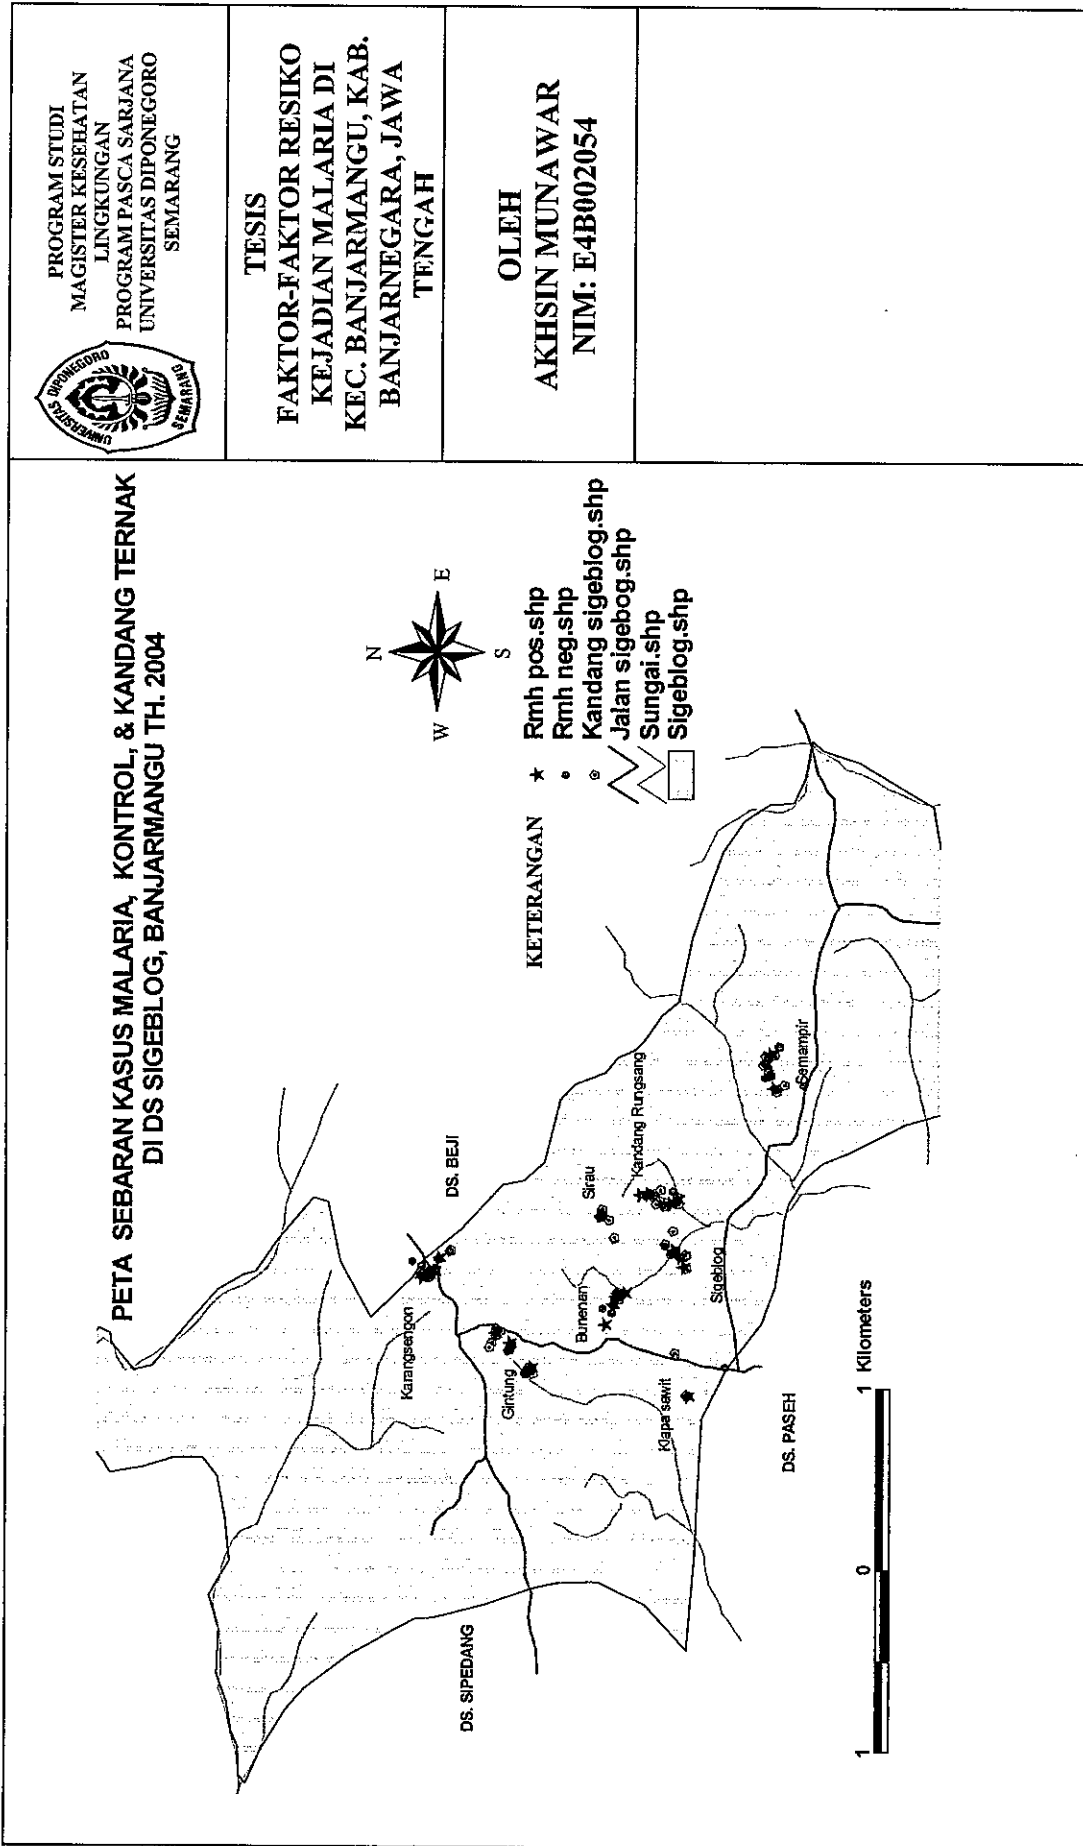 PETA SEBARAN KASUS MALARIA, KONTROL, & KANDANG TERNAK
DI DS SIGEBLOG, BANJARMANGU TH. 2004
N
W
E
S
KETERANGAN
Rmh pos.shp
Rmh neg.shp
Kandang sigeblog.shp
Jalan sigebog.shp
Sungai.shp
Sigeblog.shp
DS. BEJI
Karangsengon
Gintung
Bunenan
Sirau
Kandang Rungsang
Semampir
Sigeblog
Klapa sawit
DS. PASEH
DS. SIPEDANG
1
0
1 Kilometers
UNIVERSITAS DIPONEGORO
SEMARANG
PROGRAM STUDI
MAGISTER KESEHATAN
LINGKUNGAN
PROGRAM PASCA SARJANA
UNIVERSITAS DIPONEGORO
SEMARANG
TESIS
FAKTOR-FAKTOR RESIKO
KEJADIAN MALARIA DI
KEC. BANJARMANGU, KAB.
BANJARNEGARA, JAWA
TENGAH
OLEH
AKHSIN MUNAWAR
NIM: E4B002054